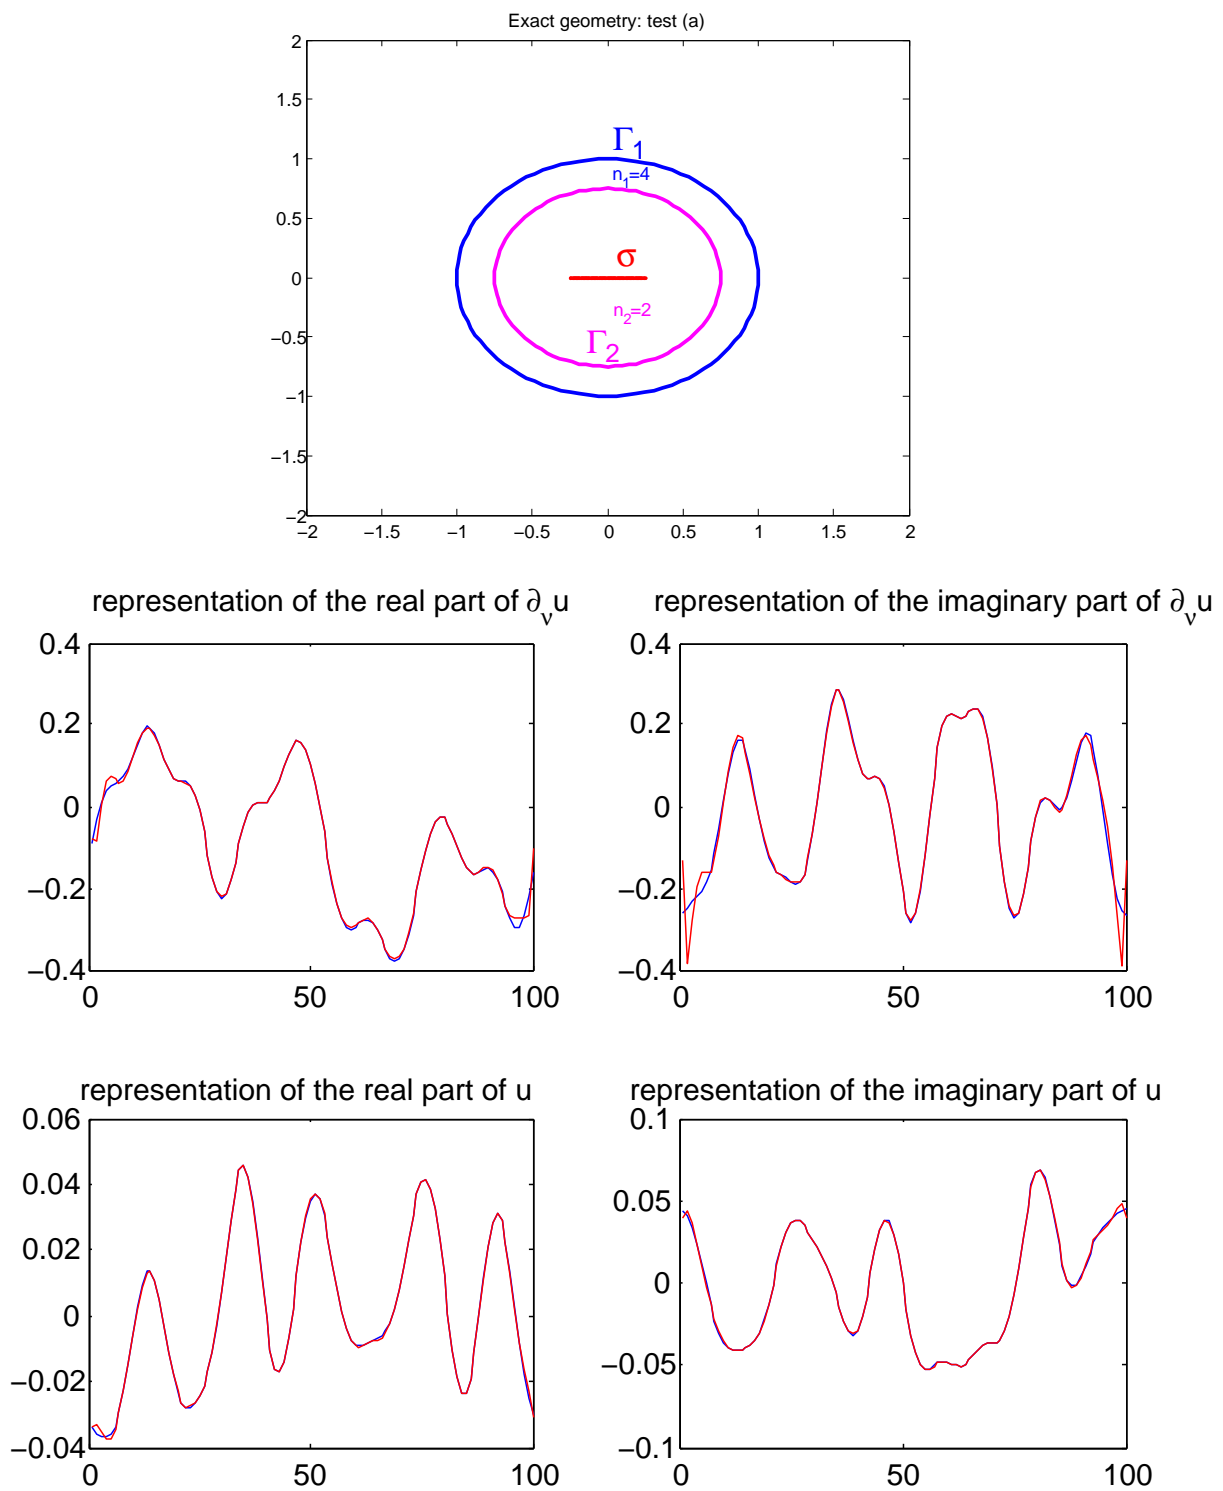 Exact geometry: test (a)
2
1.5
1
0.5
0
−0.5
−1
−1.5
−2
−2 −1.5 −1 −0.5 0 0.5 1 1.5 2
Γ1
n1=4
σ
n2=2
Γ2
representation of the real part of ∂νu
0.4
0.2
0
−0.2
−0.4
0 50 100
representation of the imaginary part of ∂νu
0.4
0.2
0
−0.2
−0.4
0 50 100
representation of the real part of u
0.06
0.04
0.02
0
−0.02
−0.04
0 50 100
representation of the imaginary part of u
0.1
0.05
0
−0.05
−0.1
0 50 100